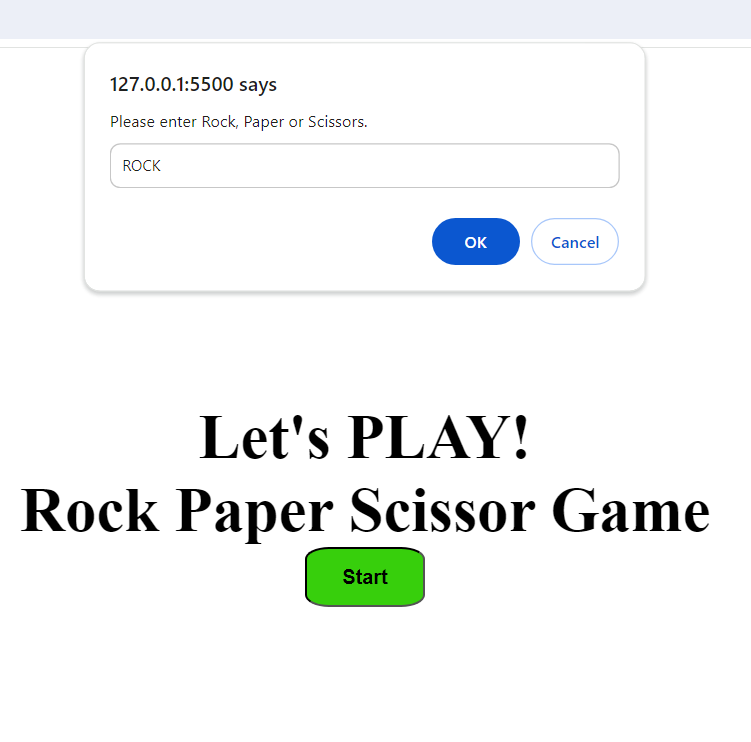 127.0.0.1:5500 says
Please enter Rock, Paper or Scissors.
ROCK
OK
Cancel
Let's PLAY!
Rock Paper Scissor Game
Start